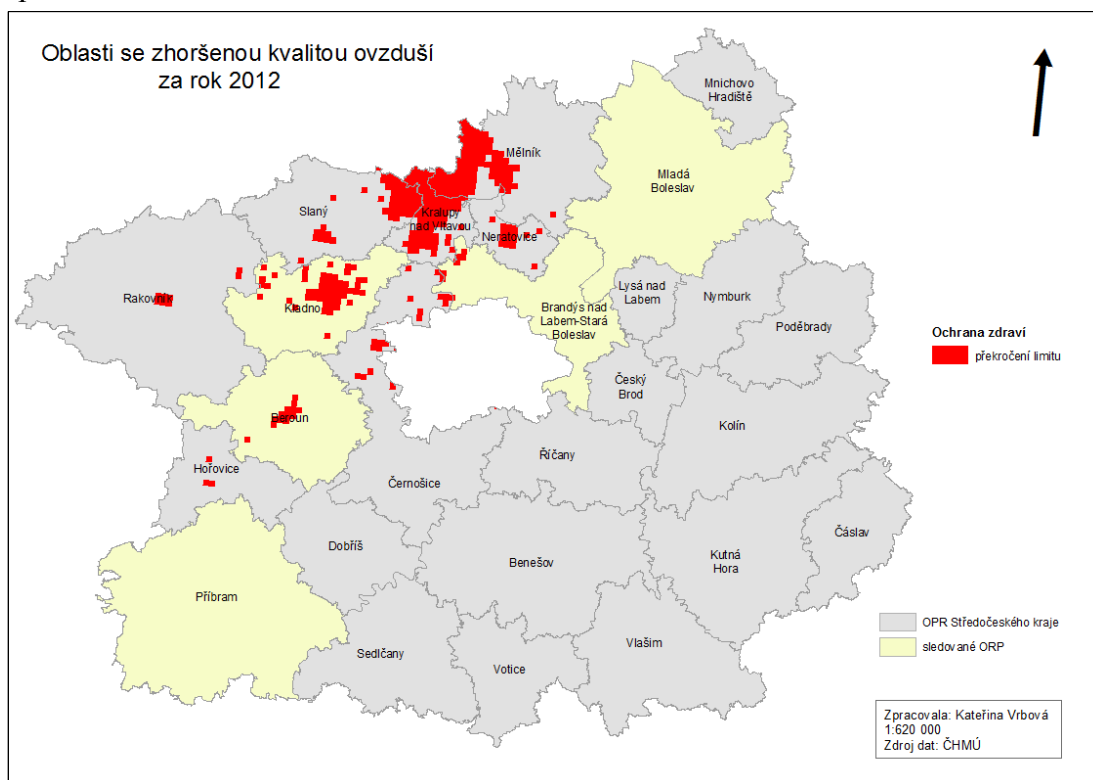 Oblasti se zhoršenou kvalitou ovzduší
za rok 2012
Mnichovo
Hradiště
Mělník
Mladá
Boleslav
Slaný
Kralupy
nad Vltavou
Neratovice
Rakovník
Kladno
Brandýs nad
Labem-Stará
Boleslav
Lysá nad
Labem
Nymburk
Poděbrady
Ochrana zdraví
překročení limitu
Český
Brod
Beroun
Kolín
Hořovice
Černošice
Říčany
Dobříš
Benešov
Kutná
Hora
Čáslav
Příbram
OPR Středočeského kraje
sledované ORP
Sedlčany
Votice
Vlašim
Zpracovala: Kateřina Vrbová
1:620 000
Zdroj dat: ČHMÚ